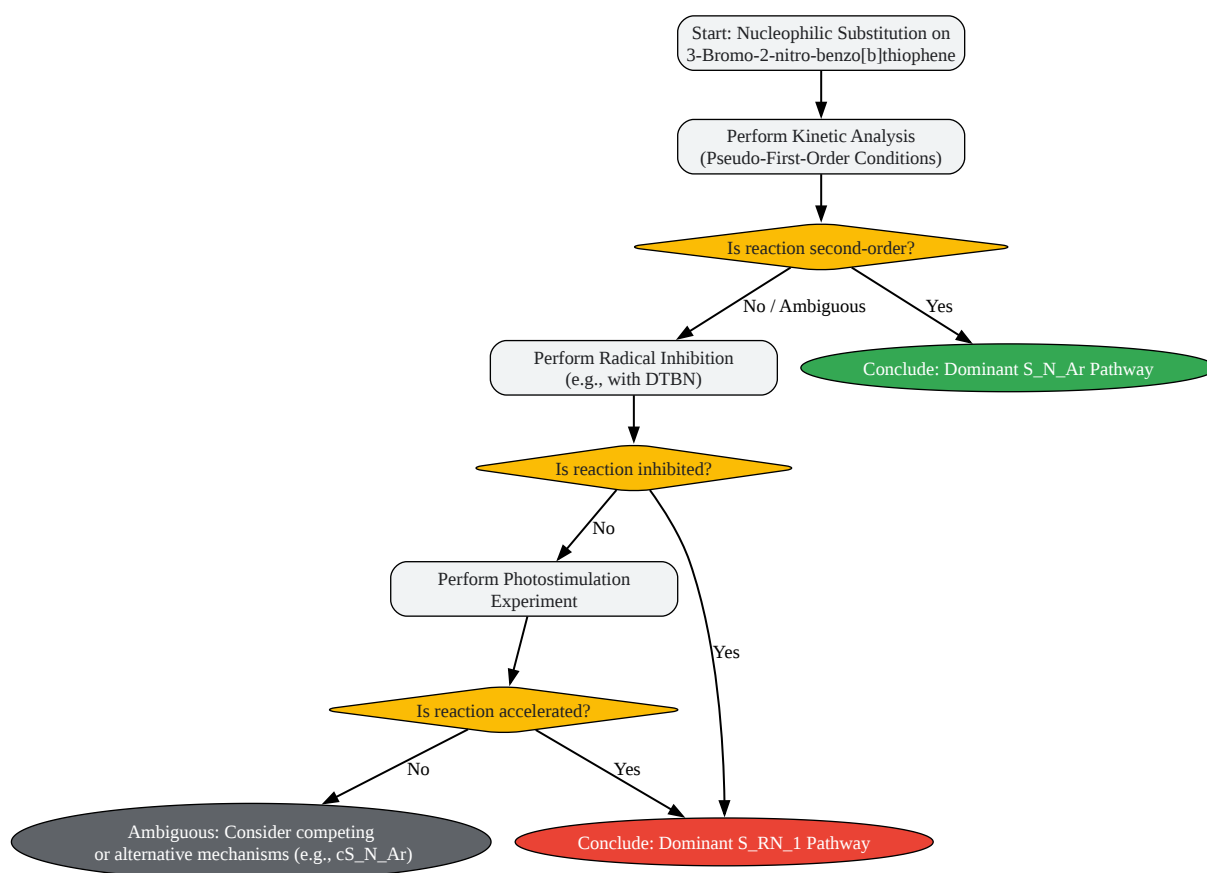 Start: Nucleophilic Substitution on
3-Bromo-2-nitro-benzo[b]thiophene
Perform Kinetic Analysis
(Pseudo-First-Order Conditions)
Is reaction second-order?
No / Ambiguous
Yes
Perform Radical Inhibition
(e.g., with DTBN)
Conclude: Dominant S_N_Ar Pathway
Is reaction inhibited?
No
Perform Photostimulation
Experiment
Yes
Is reaction accelerated?
No
Yes
Ambiguous: Consider competing
or alternative mechanisms (e.g., cS_N_Ar)
Conclude: Dominant S_RN_1 Pathway